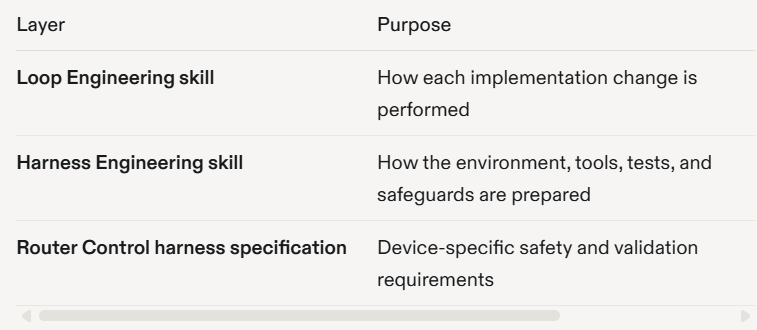 Layer Purpose
Loop Engineering skill How each implementation change is
performed
Harness Engineering skill How the environment, tools, tests, and
safeguards are prepared
Router Control harness specification Device-specific safety and validation
requirements